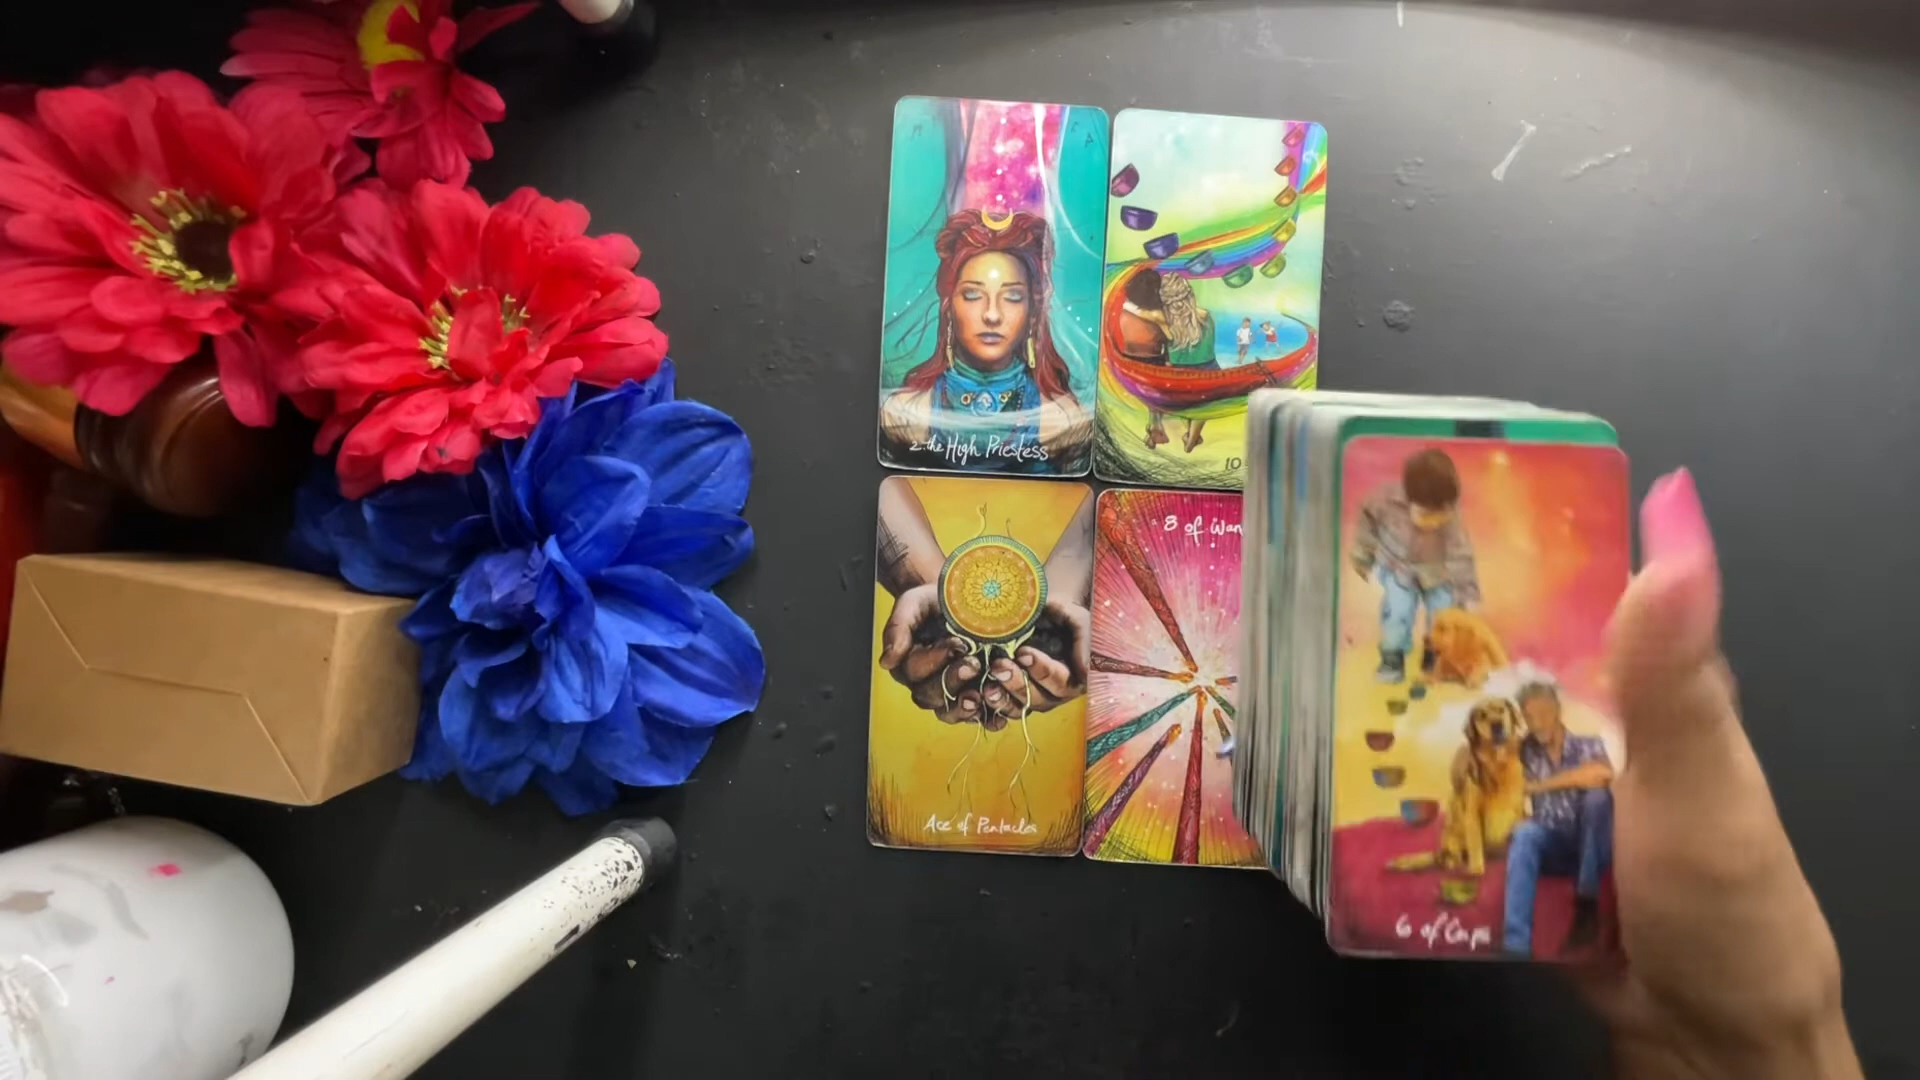 2. the High Priestess
10
8 of Wan
Ace of Pentacles
6 of Cups